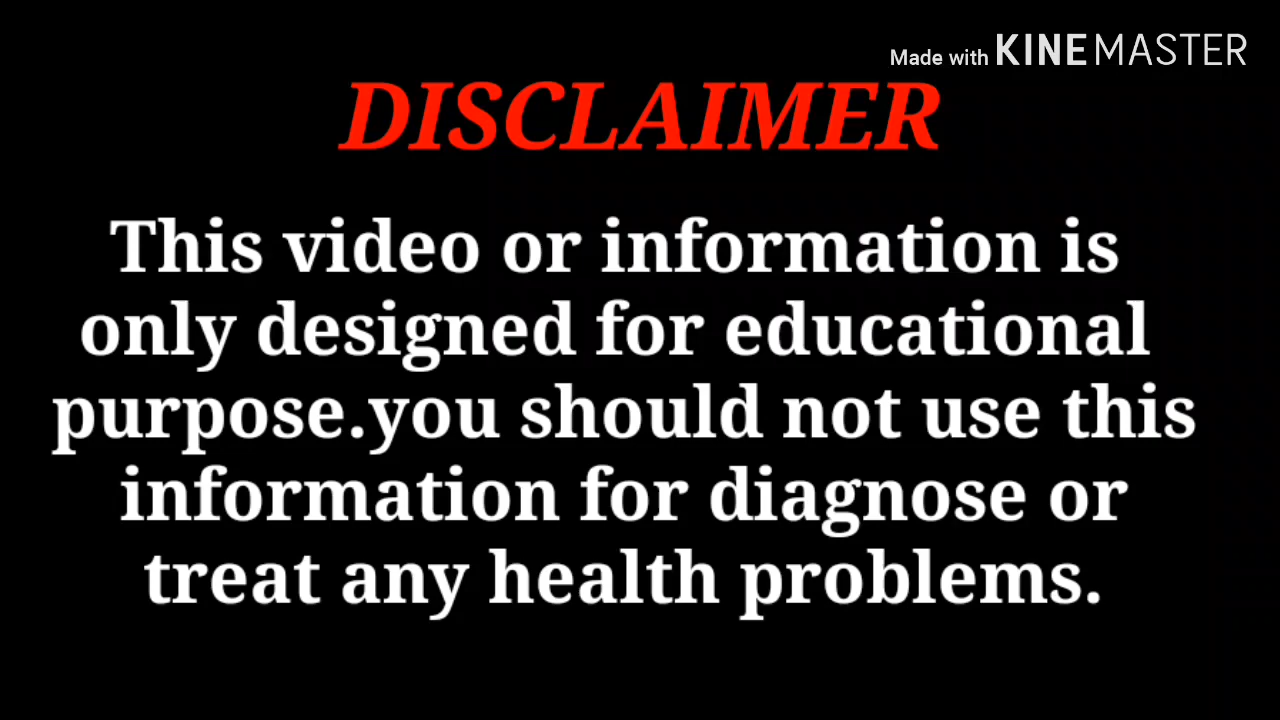 Made with KINEMASTER
DISCLAIMER
This video or information is
only designed for educational
purpose.you should not use this
information for diagnose or
treat any health problems.